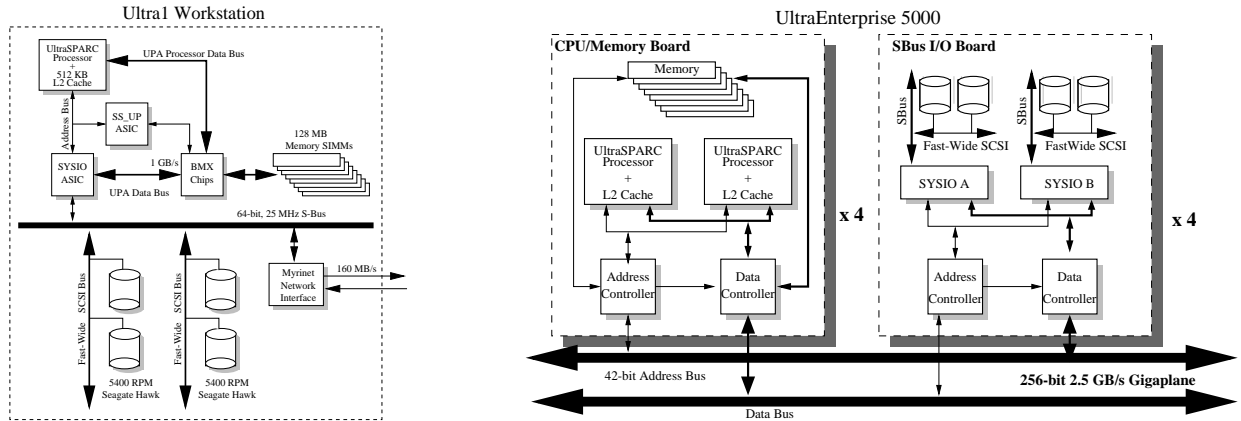 Ultra1 Workstation
UltraSPARC
Processor
+
512 KB
L2 Cache
UPA Processor Data Bus
Address Bus
SS_UP
ASIC
128 MB
Memory SIMMs
SYSIO
ASIC
1 GB/s
UPA Data Bus
BMX
Chips
64-bit, 25 MHz S-Bus
SCSI Bus
Fast-Wide
SCSI Bus
Fast-Wide
Myrinet
Network
Interface
160 MB/s
5400 RPM
Seagate Hawk
5400 RPM
Seagate Hawk
UltraEnterprise 5000
CPU/Memory Board
Memory
UltraSPARC
Processor
+
L2 Cache
UltraSPARC
Processor
+
L2 Cache
x 4
Address
Controller
Data
Controller
SBus I/O Board
SBus
Fast-Wide SCSI
SBus
FastWide SCSI
SYSIO A
SYSIO B
x 4
Address
Controller
Data
Controller
42-bit Address Bus
256-bit 2.5 GB/s Gigaplane
Data Bus